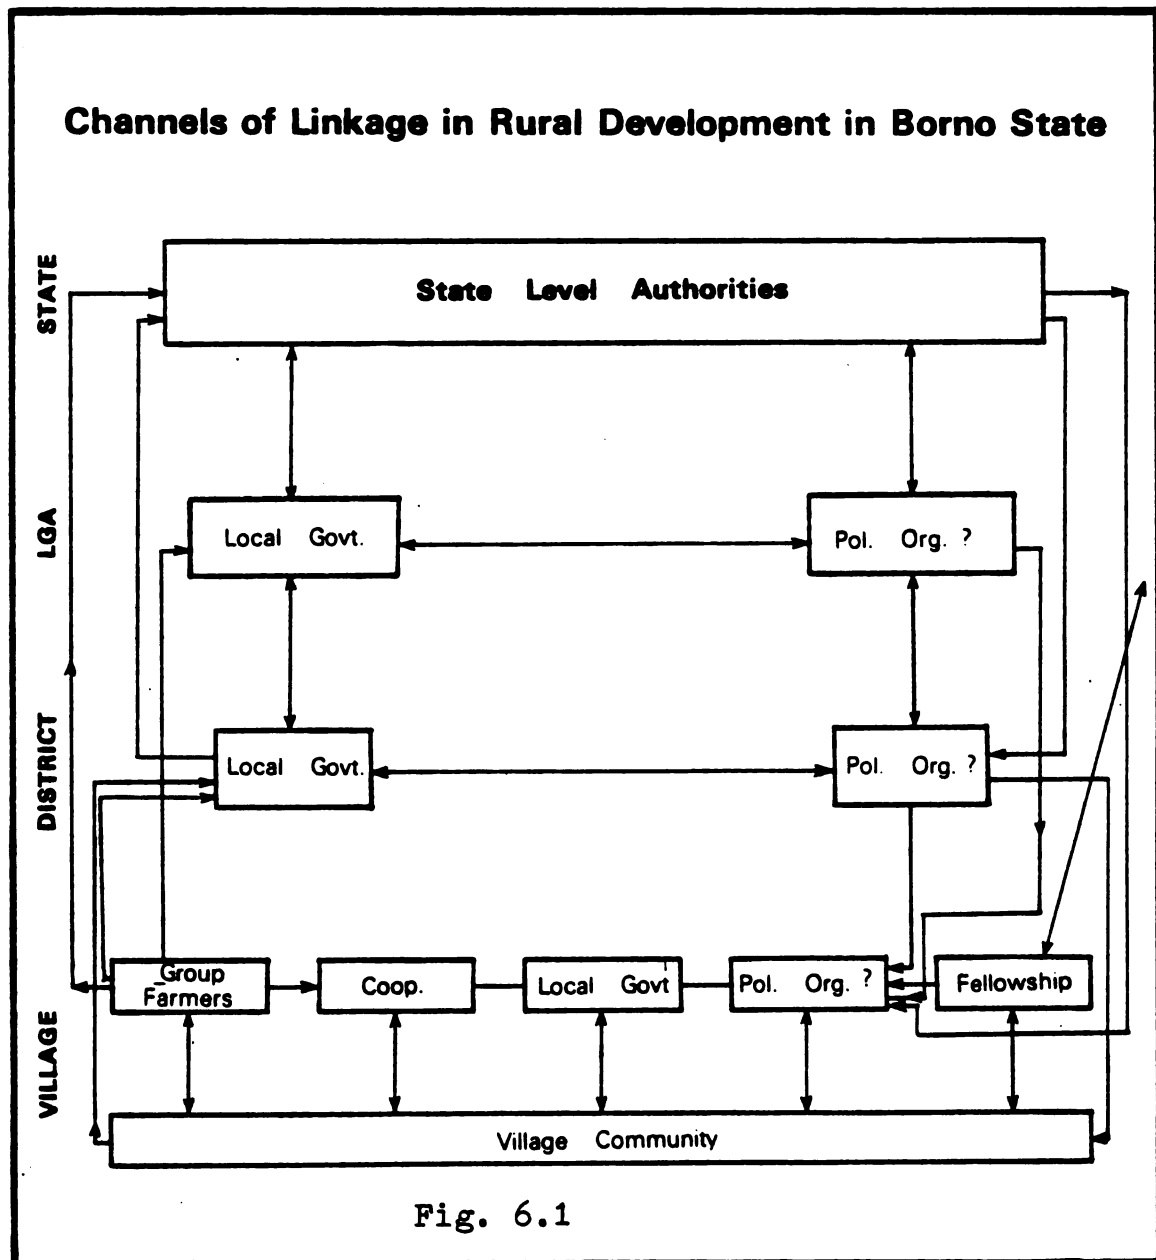 Channels of Linkage in Rural Development in Borno State
STATE
State Level Authorities
LGA
Local Govt.
Pol. Org. ?
DISTRICT
Local Govt.
Pol. Org. ?
VILLAGE
Group
Farmers
Coop.
Local Govt
Pol. Org. ?
Fellowship
Village Community
Fig. 6.1